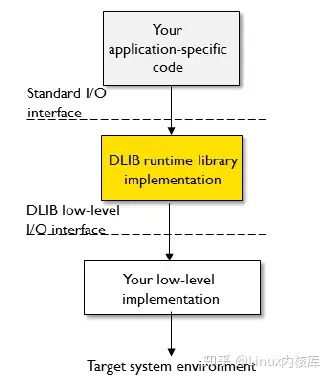 Your
application-specific
code
Standard I/O
interface
DLIB runtime library
implementation
DLIB low-level
I/O interface
Your low-level
implementation
Target system environment
知乎 @Linux内核库